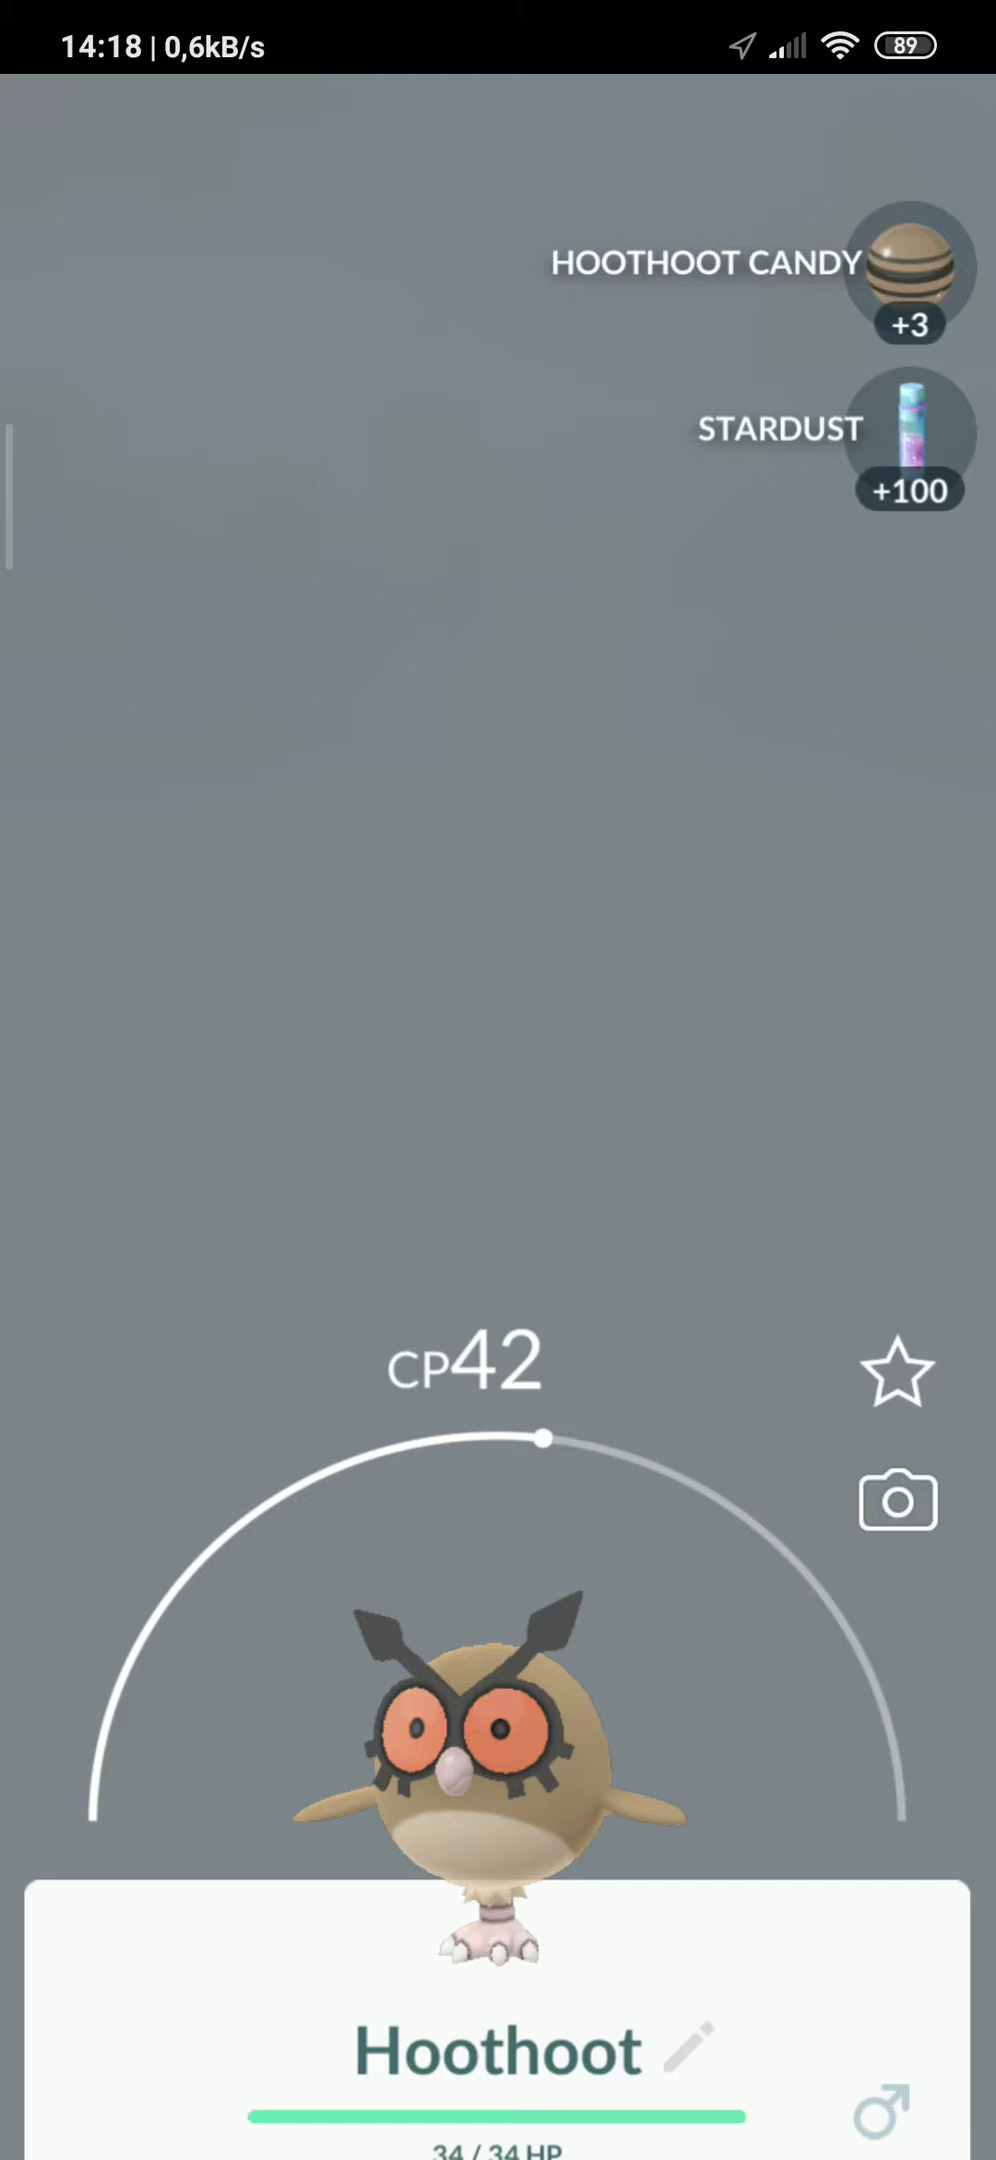 14:18 | 0,6kB/s
89
HOOTHOOT CANDY
+3
STARDUST
+100
CP42
Hoothoot
34 / 34 HP